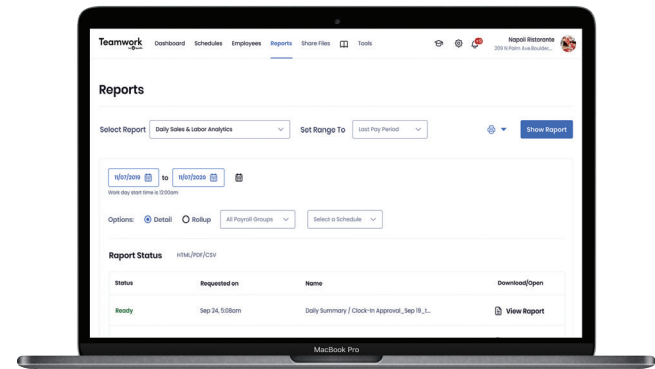 Teamwork Dashboard Schedules Employees Reports Share Files Tools
Napoli Ristorante
209 N Palm Ave.Boulder,...
Reports
Select Report Daily Sales & Labor Analytics Set Range To Last Pay Period Show Raport
11/07/2019 to 11/07/2020
Work day start time is 12:00am
Options: Detail Rollup All Payroll Groups Select a Schedule
Raport Status HTML/PDF/CSV
Status Requested on Name Download/Open
Ready Sep 24, 5:08am Daily Summary / Clock-In Approval_Sep 19_t... View Raport
MacBook Pro